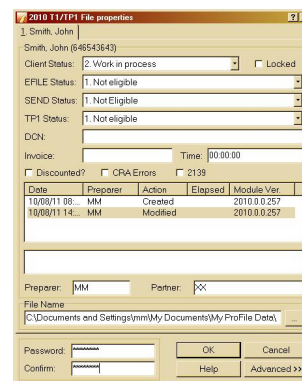 2010 T1/TP1 File properties
1. Smith, John
Smith, John (646543643)
Client Status: 2. Work in process Locked
EFILE Status: 1. Not eligible
SEND Status: 1. Not Eligible
TP1 Status: 1. Not eligible
DCN:
Invoice: Time: 00:00:00
Discounted? CRA Errors 2139
Date Preparer Action Elapsed Module Ver.
10/08/11 08:... MM Created 2010.0.0.257
10/08/11 14:... MM Modified 2010.0.0.257
Preparer: MM Partner: XX
File Name
C:\Documents and Settings\mm\My Documents\My ProFile Data\ ...
Password: ******** OK Cancel
Confirm: ******** Help Advanced >>